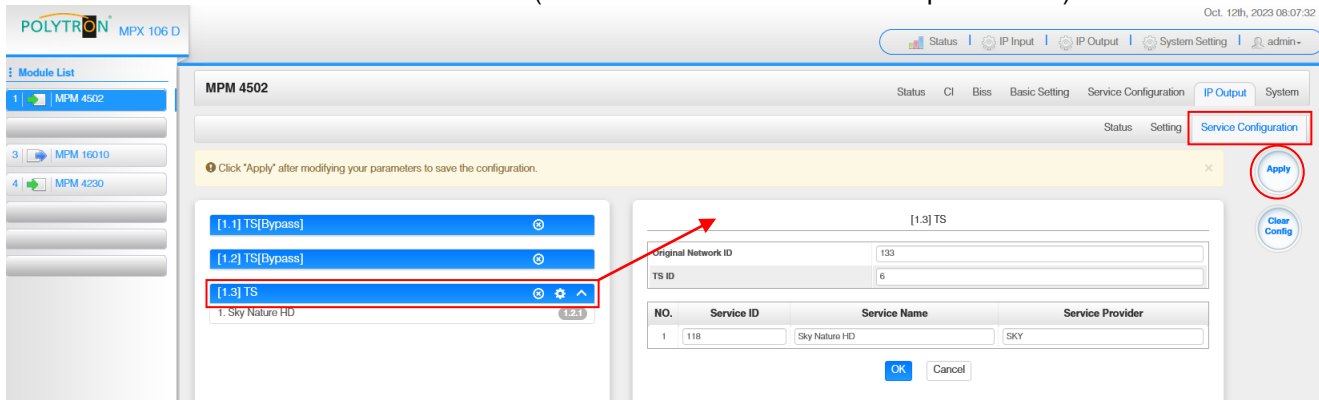 Oct. 12th, 2023 08:07:32
POLYTRON MPX 106 D
Status IP Input IP Output System Setting admin
Module List
1 MPM 4502
3 MPM 16010
4 MPM 4230
MPM 4502
Status CI Biss Basic Setting Service Configuration IP Output System
Status Setting Service Configuration
Click "Apply" after modifying your parameters to save the configuration. ×
Apply
Clear
Config
[1.1] TS[Bypass]
[1.2] TS[Bypass]
[1.3] TS
1. Sky Nature HD 1.2.1
[1.3] TS
Original Network ID 133
TS ID 6
NO. Service ID Service Name Service Provider
1 118 Sky Nature HD SKY
OK Cancel